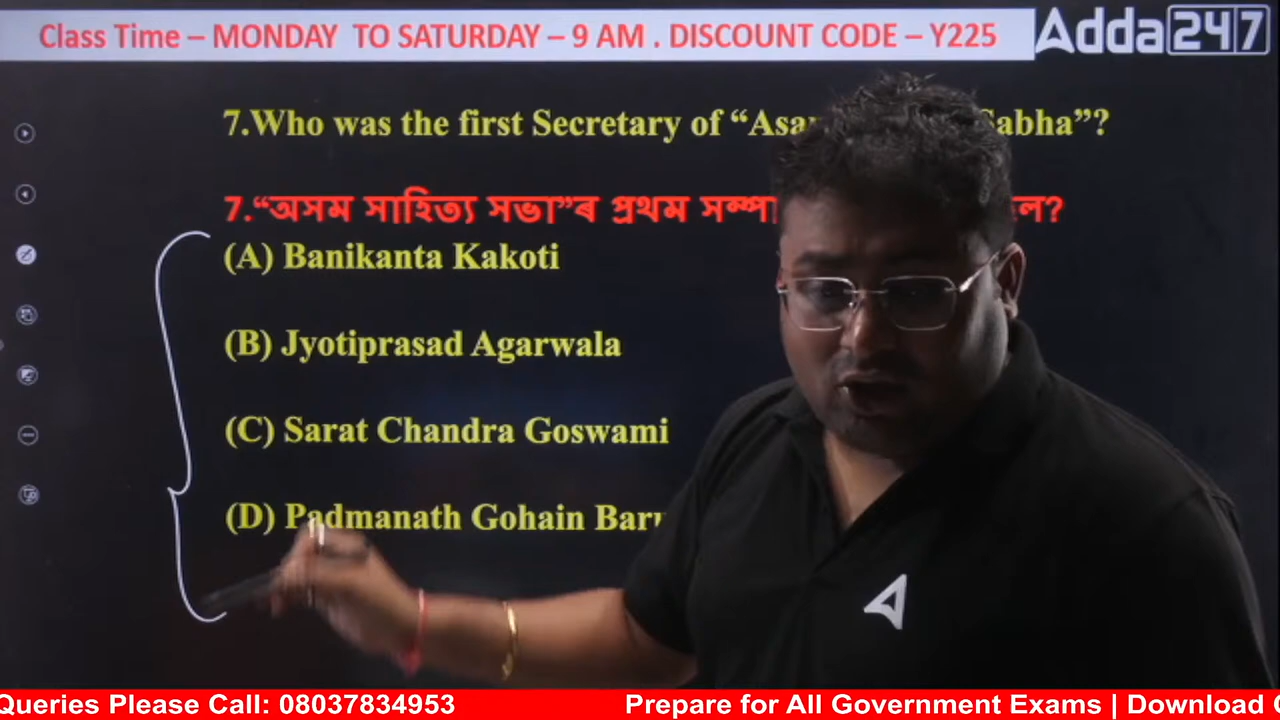 Class Time – MONDAY TO SATURDAY – 9 AM . DISCOUNT CODE – Y225
Adda247
7.Who was the first Secretary of “Asa Sabha”?
7.“অসম সাহিত্য সভা”ৰ প্ৰথম
(A) Banikanta Kakoti
(B) Jyotiprasad Agarwala
(C) Sarat Chandra Goswami
(D) Padmanath Gohain
Queries Please Call: 08037834953 Prepare for All Government Exams | Download